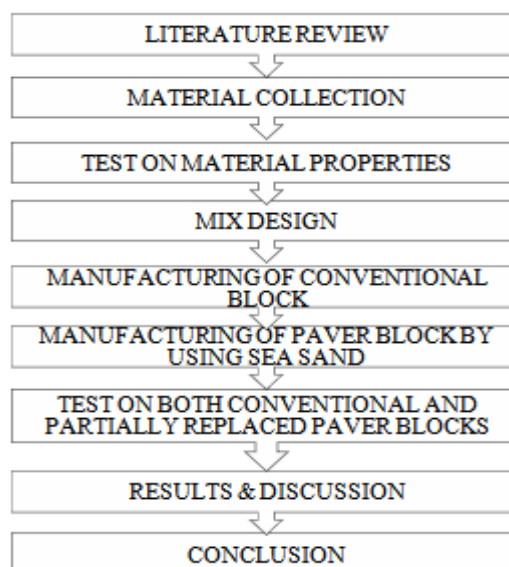 LITERATURE REVIEW
MATERIAL COLLECTION
TEST ON MATERIAL PROPERTIES
MIX DESIGN
MANUFACTURING OF CONVENTIONAL
BLOCK
MANUFACTURING OF PAVER BLOCK BY
USING SEA SAND
TEST ON BOTH CONVENTIONAL AND
PARTIALLY REPLACED PAVER BLOCKS
RESULTS & DISCUSSION
CONCLUSION